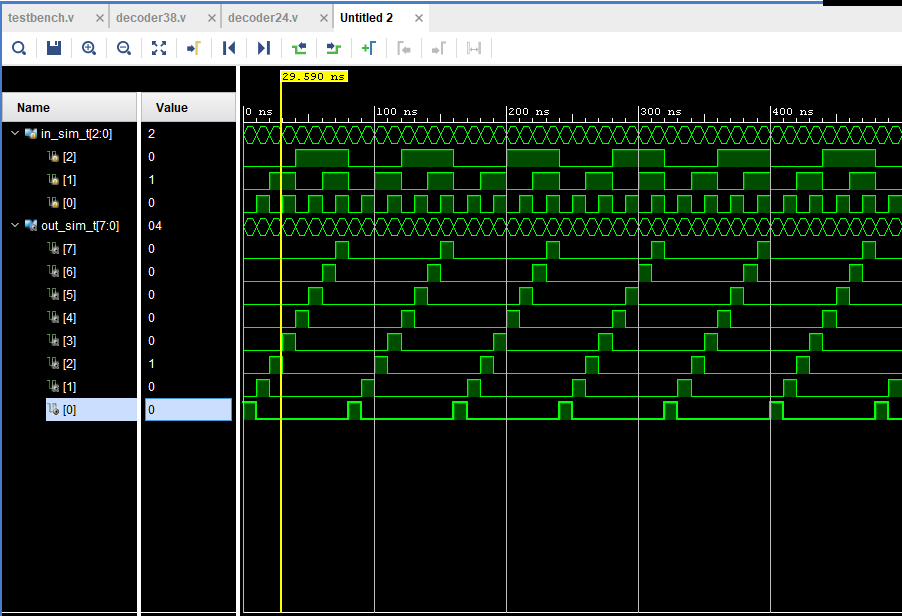 testbench.v × decoder38.v × decoder24.v × Untitled 2 ×
29.590 ns
Name Value
0 ns 100 ns 200 ns 300 ns 400 ns
in_sim_t[2:0] 2
[2] 0
[1] 1
[0] 0
out_sim_t[7:0] 04
[7] 0
[6] 0
[5] 0
[4] 0
[3] 0
[2] 1
[1] 0
[0] 0